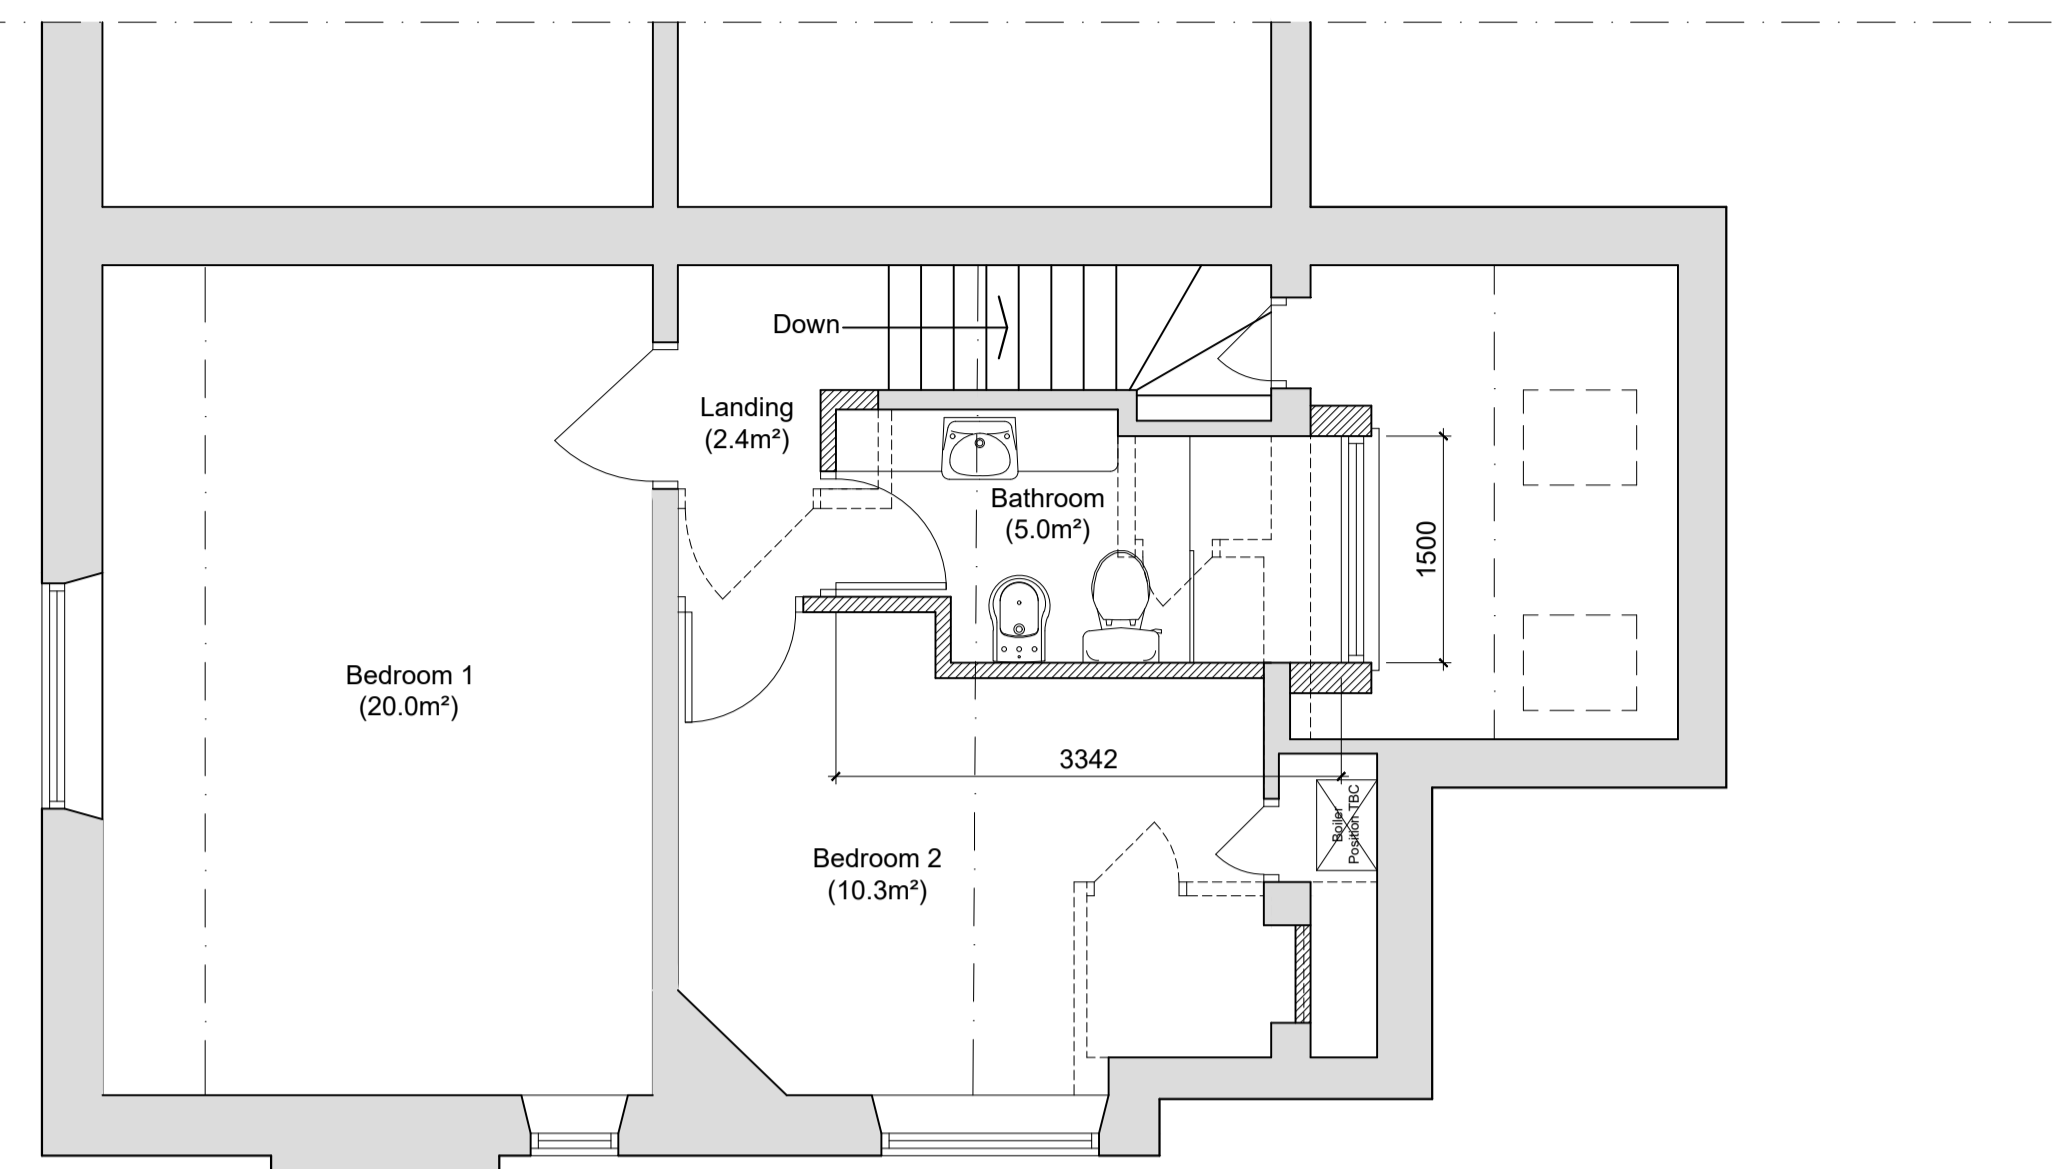 Down
Landing
(2.4m²)
Bathroom
(5.0m²)
1500
Bedroom 1
(20.0m²)
3342
Boiler
Position TBC
Bedroom 2
(10.3m²)